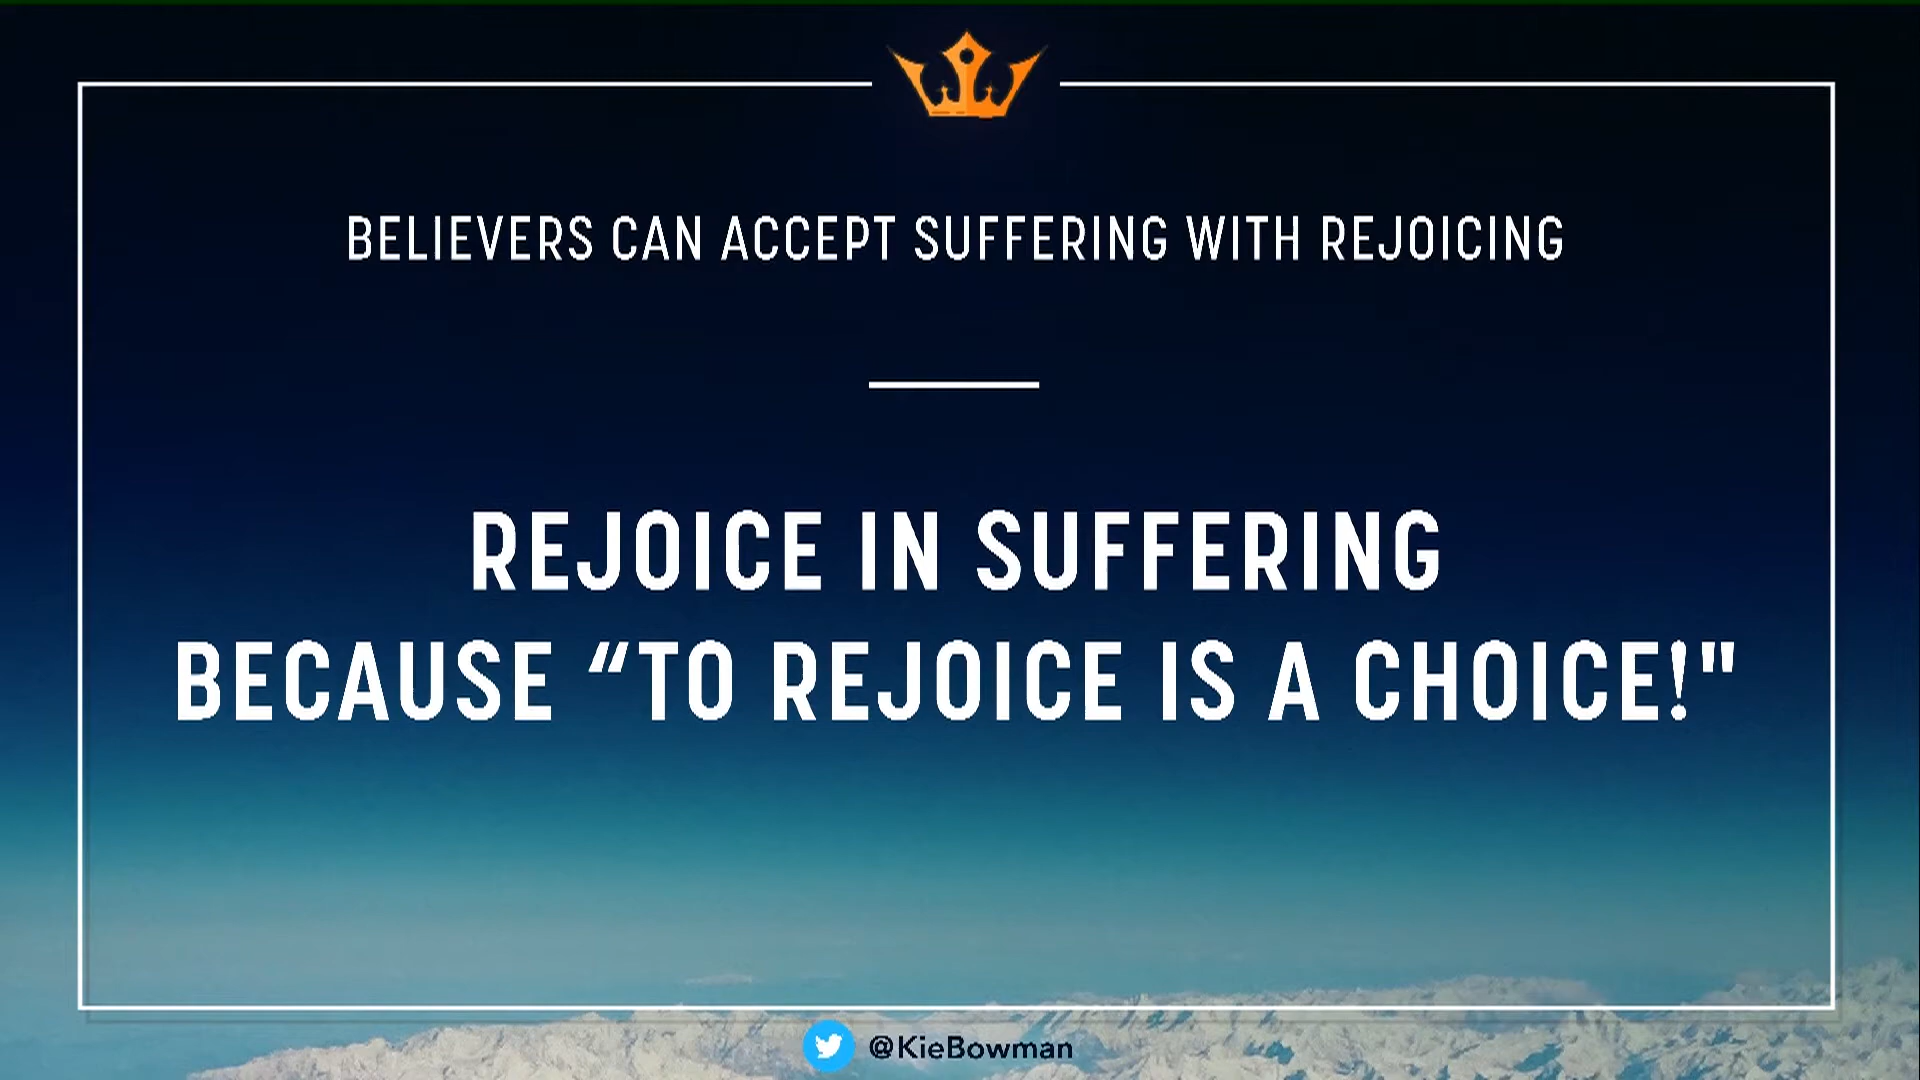 BELIEVERS CAN ACCEPT SUFFERING WITH REJOICING
REJOICE IN SUFFERING
BECAUSE “TO REJOICE IS A CHOICE!"
@KieBowman